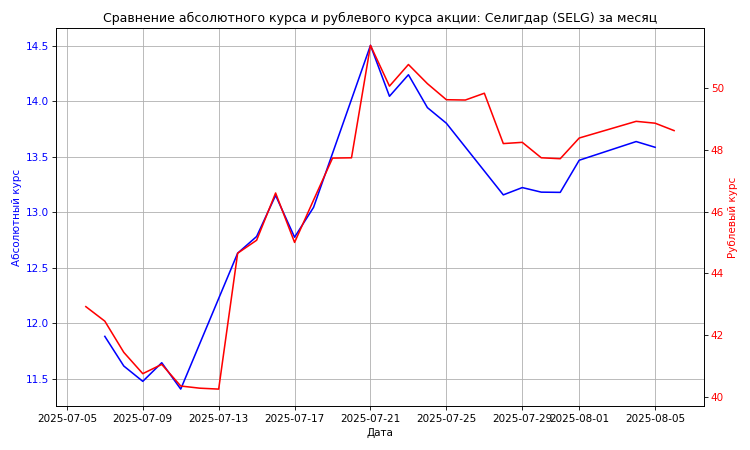 Сравнение абсолютного курса и рублевого курса акции: Селигдар (SELG) за месяц
Абсолютный курс
14.5
14.0
13.5
13.0
12.5
12.0
11.5
50
48
46
44
42
40
Рублевый курс
2025-07-05 2025-07-09 2025-07-13 2025-07-17 2025-07-21 2025-07-25 2025-07-29 2025-08-01 2025-08-05
Дата